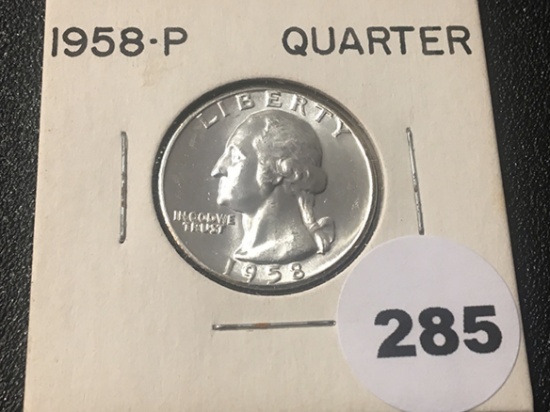 1958-P QUARTER
LIBERTY
IN GOD WE
TRUST
1958
285